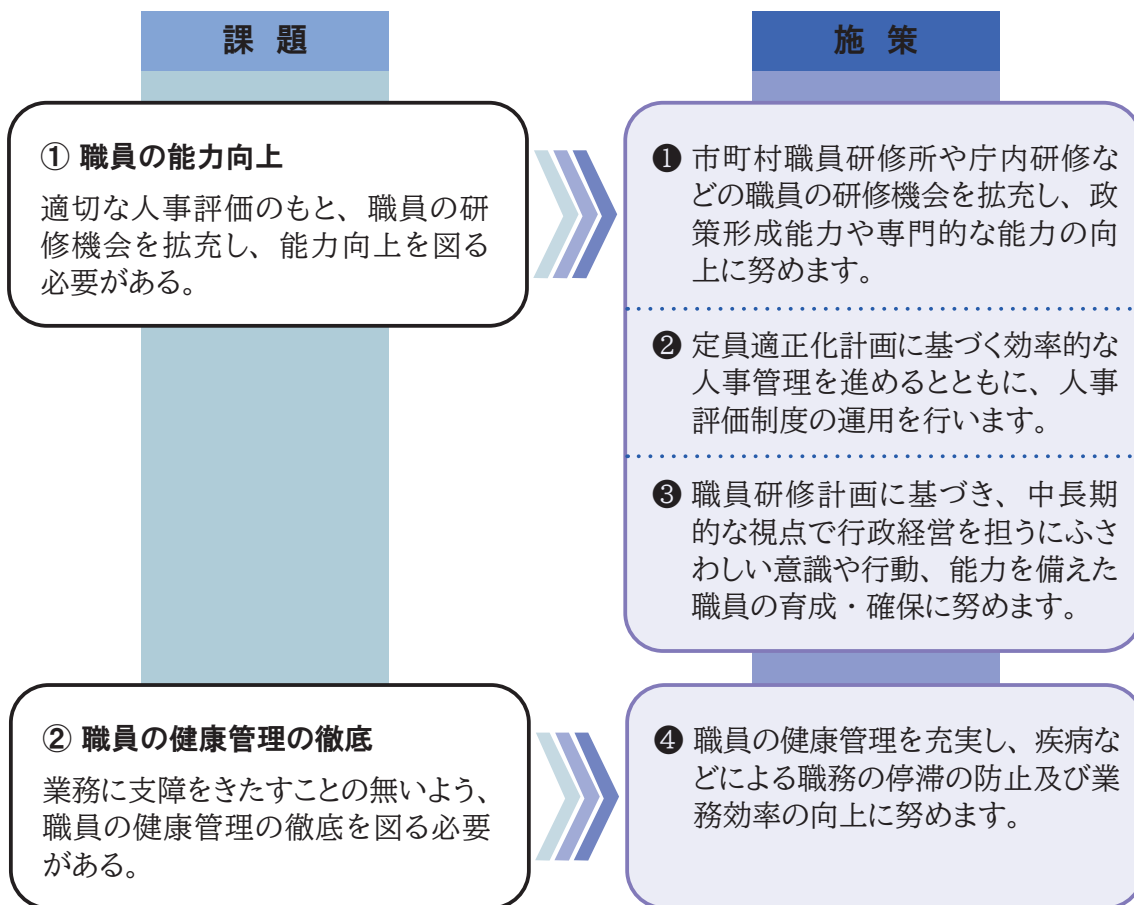 課題
施策
① 職員の能力向上
適切な人事評価のもと、職員の研
修機会を拡充し、能力向上を図る
必要がある。
❶ 市町村職員研修所や庁内研修な
どの職員の研修機会を拡充し、政
策形成能力や専門的な能力の向
上に努めます。
❷ 定員適正化計画に基づく効率的な
人事管理を進めるとともに、人事
評価制度の運用を行います。
❸ 職員研修計画に基づき、中長期
的な視点で行政経営を担うにふさ
わしい意識や行動、能力を備えた
職員の育成・確保に努めます。
② 職員の健康管理の徹底
業務に支障をきたすことの無いよう、
職員の健康管理の徹底を図る必要
がある。
❹ 職員の健康管理を充実し、疾病な
どによる職務の停滞の防止及び業
務効率の向上に努めます。